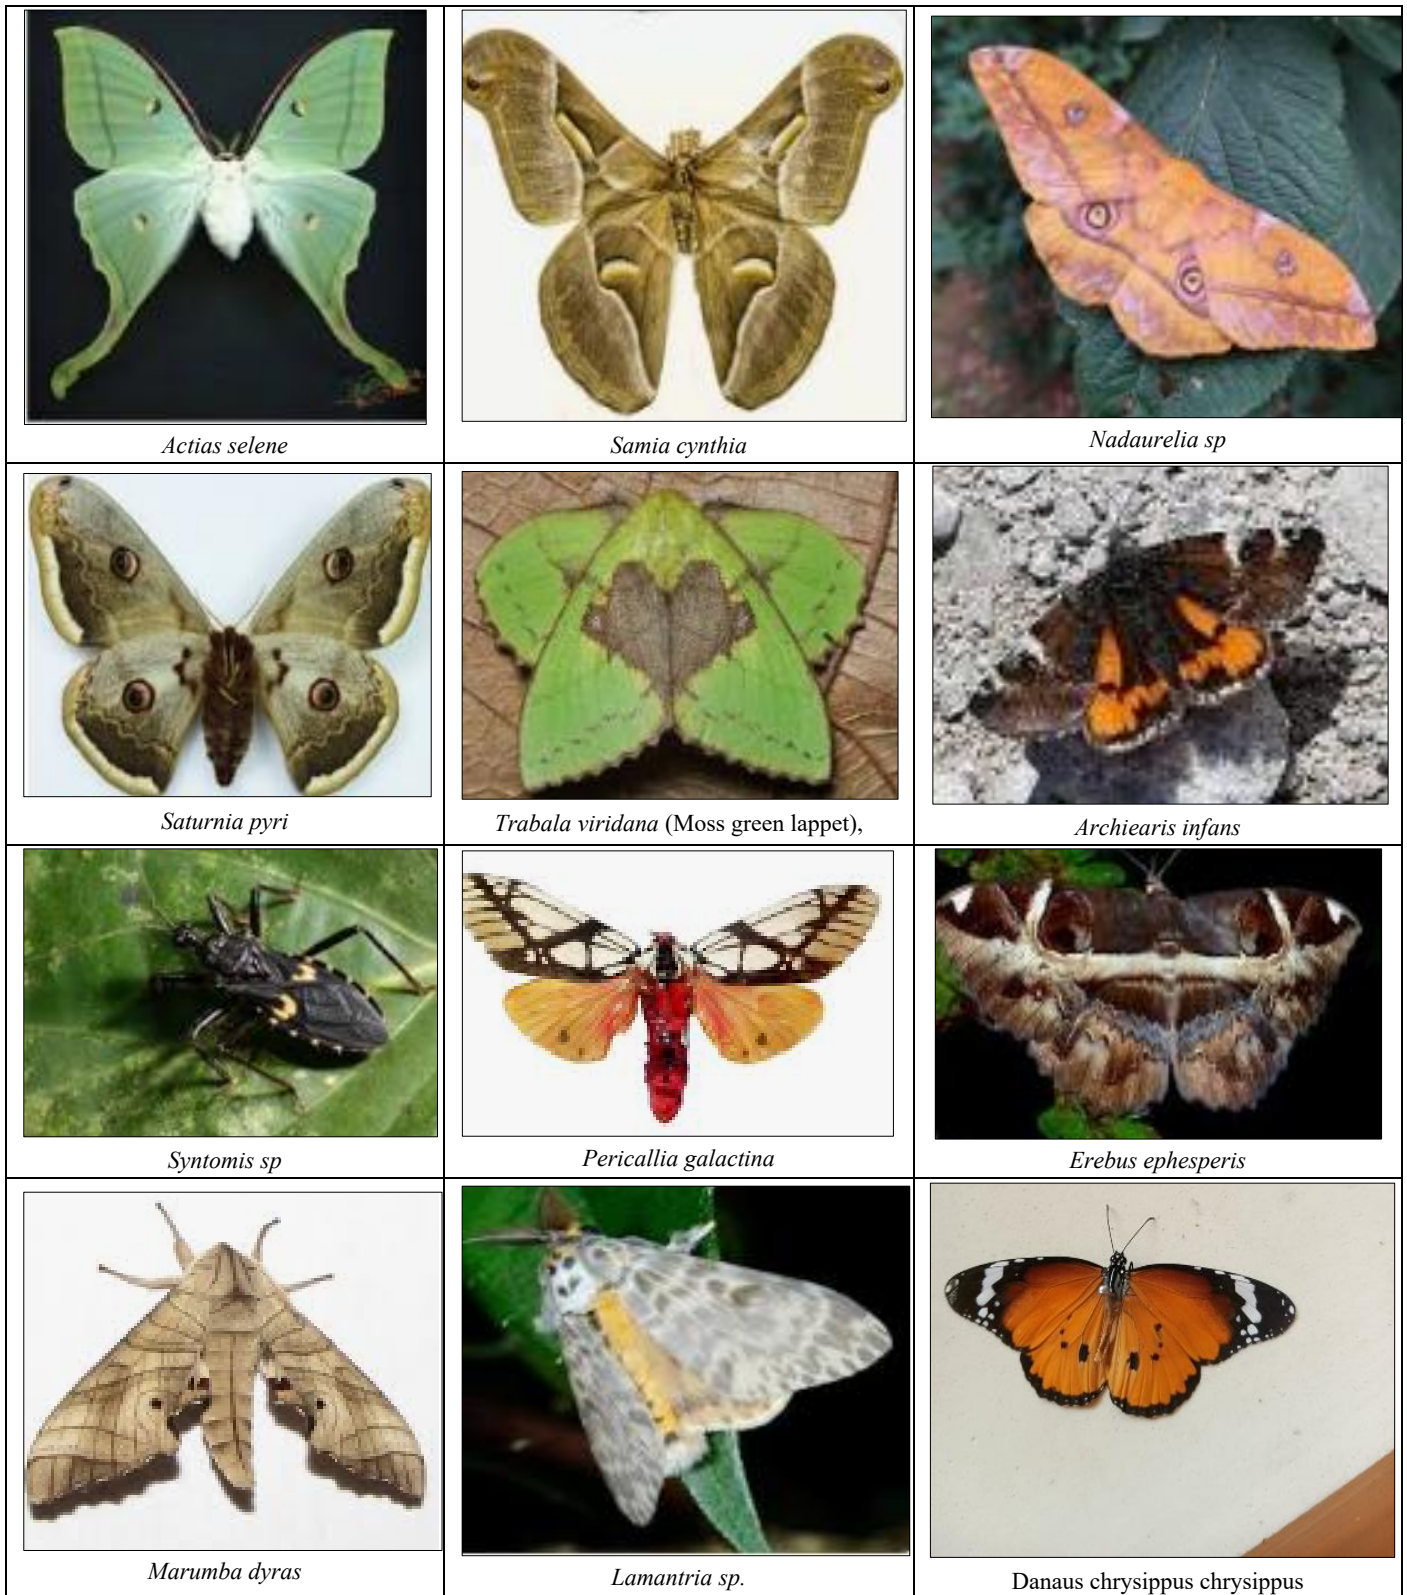 Actias selene
Samia cynthia
Nadaurelia sp
Saturnia pyri
Trabala viridana (Moss green lappet),
Archiearis infans
Syntomis sp
Pericallia galactina
Erebus ephesperis
Marumba dyras
Lamantria sp.
Danaus chrysippus chrysippus